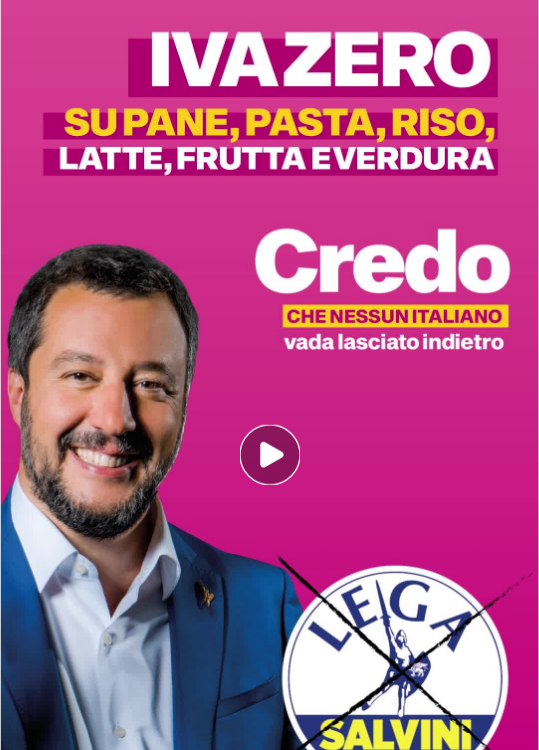 IVA ZERO
SU PANE, PASTA, RISO,
LATTE, FRUTTA E VERDURA
Credo
CHE NESSUN ITALIANO
vada lasciato indietro
LEGA
SALVINI